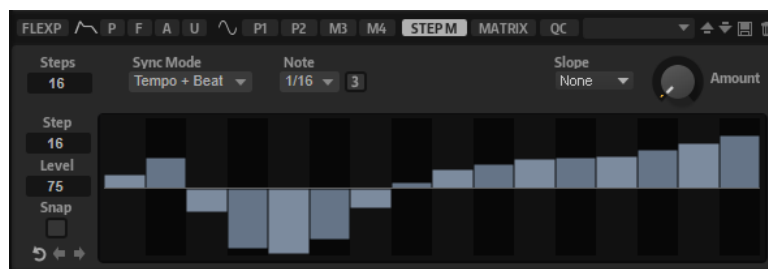 FLEXP P F A U P1 P2 M3 M4 STEP M MATRIX QC
Steps Sync Mode Note Slope
16 Tempo + Beat 1/16 3 None Amount
Step
16
Level
75
Snap